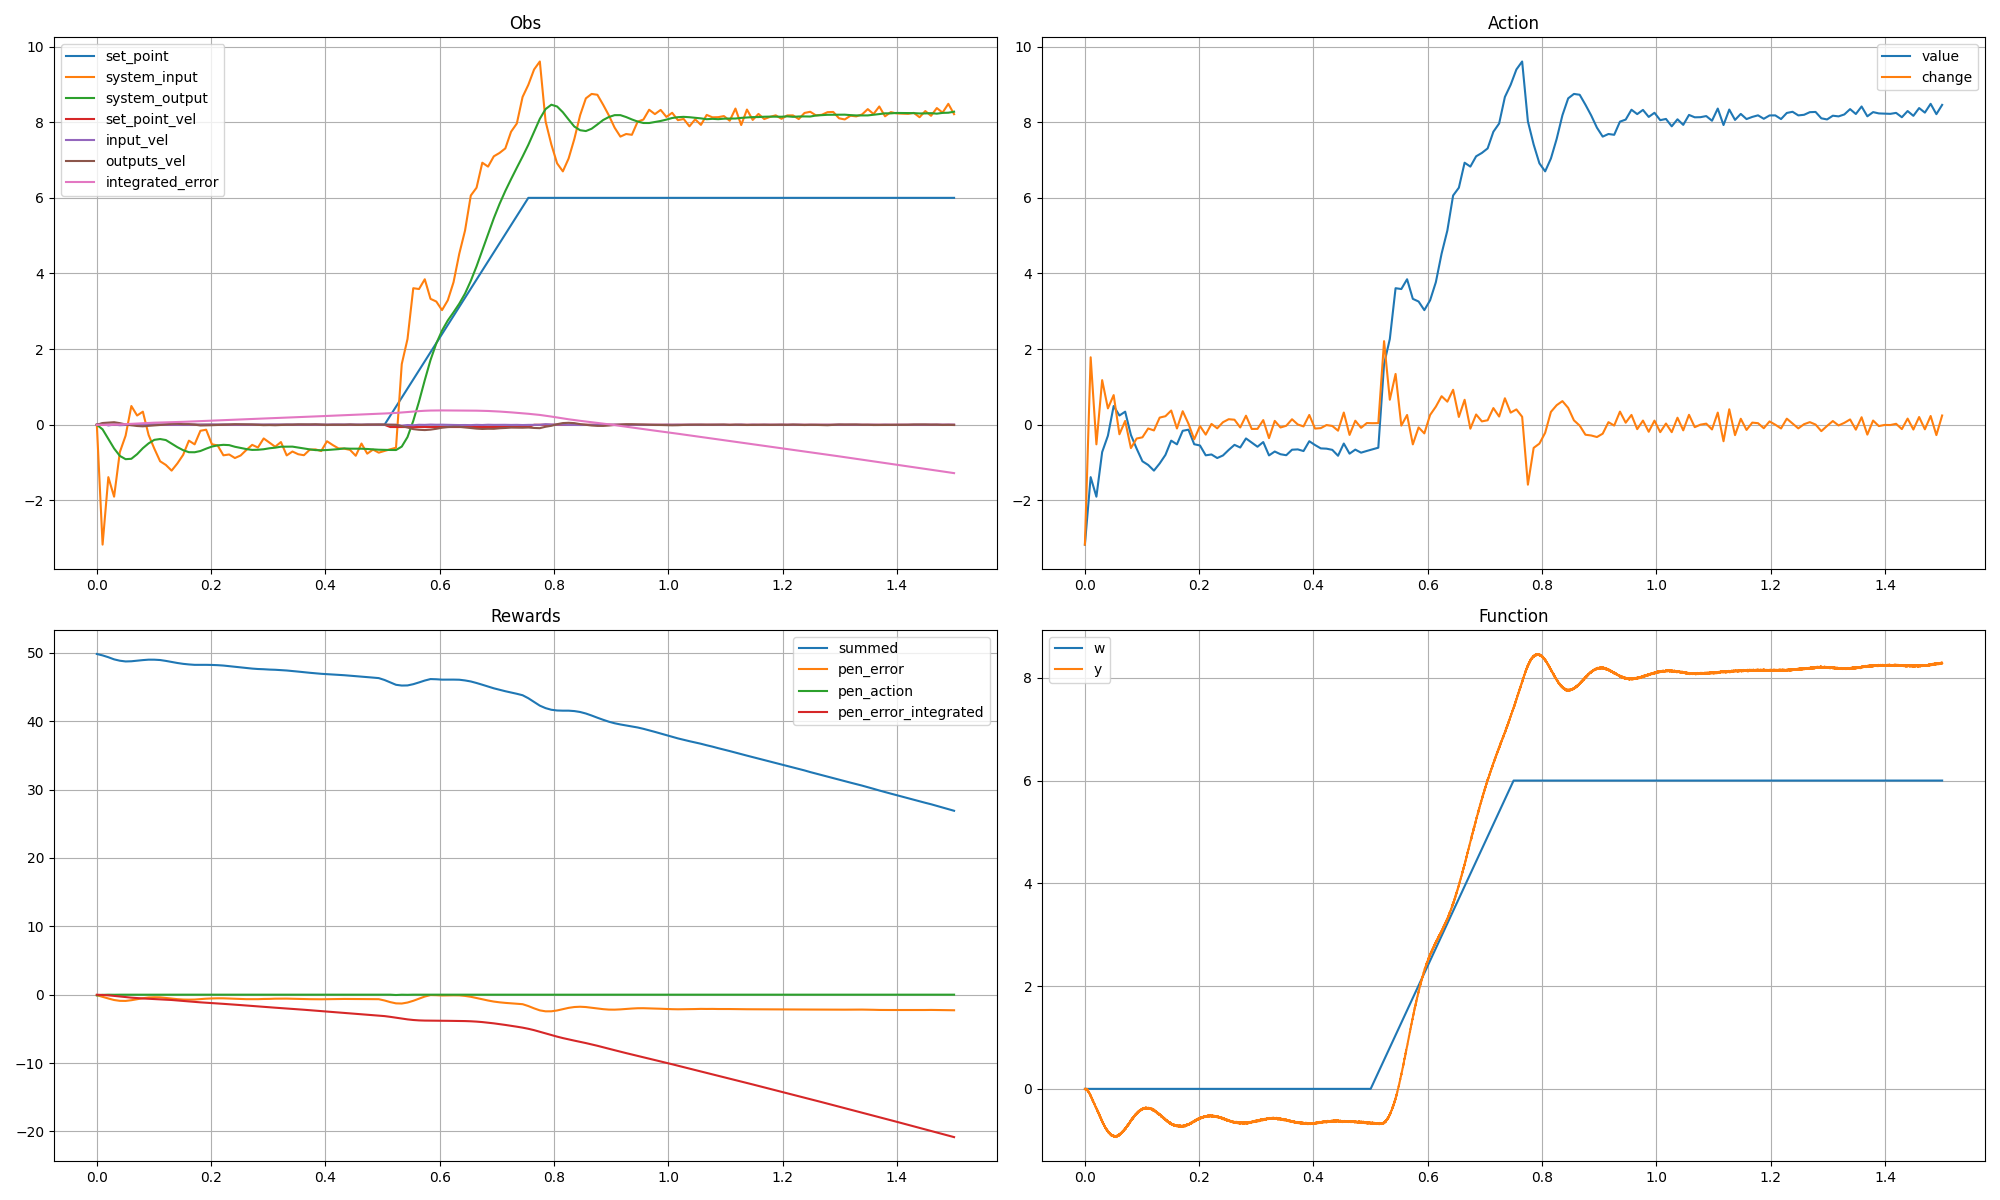 Obs
10
8
6
4
2
0
−2
set_point
system_input
system_output
set_point_vel
input_vel
outputs_vel
integrated_error
0.0 0.2 0.4 0.6 0.8 1.0 1.2 1.4
Action
10
8
6
4
2
0
−2
value
change
0.0 0.2 0.4 0.6 0.8 1.0 1.2 1.4
Rewards
50
40
30
20
10
0
−10
−20
summed
pen_error
pen_action
pen_error_integrated
0.0 0.2 0.4 0.6 0.8 1.0 1.2 1.4
Function
8
6
4
2
0
w
y
0.0 0.2 0.4 0.6 0.8 1.0 1.2 1.4